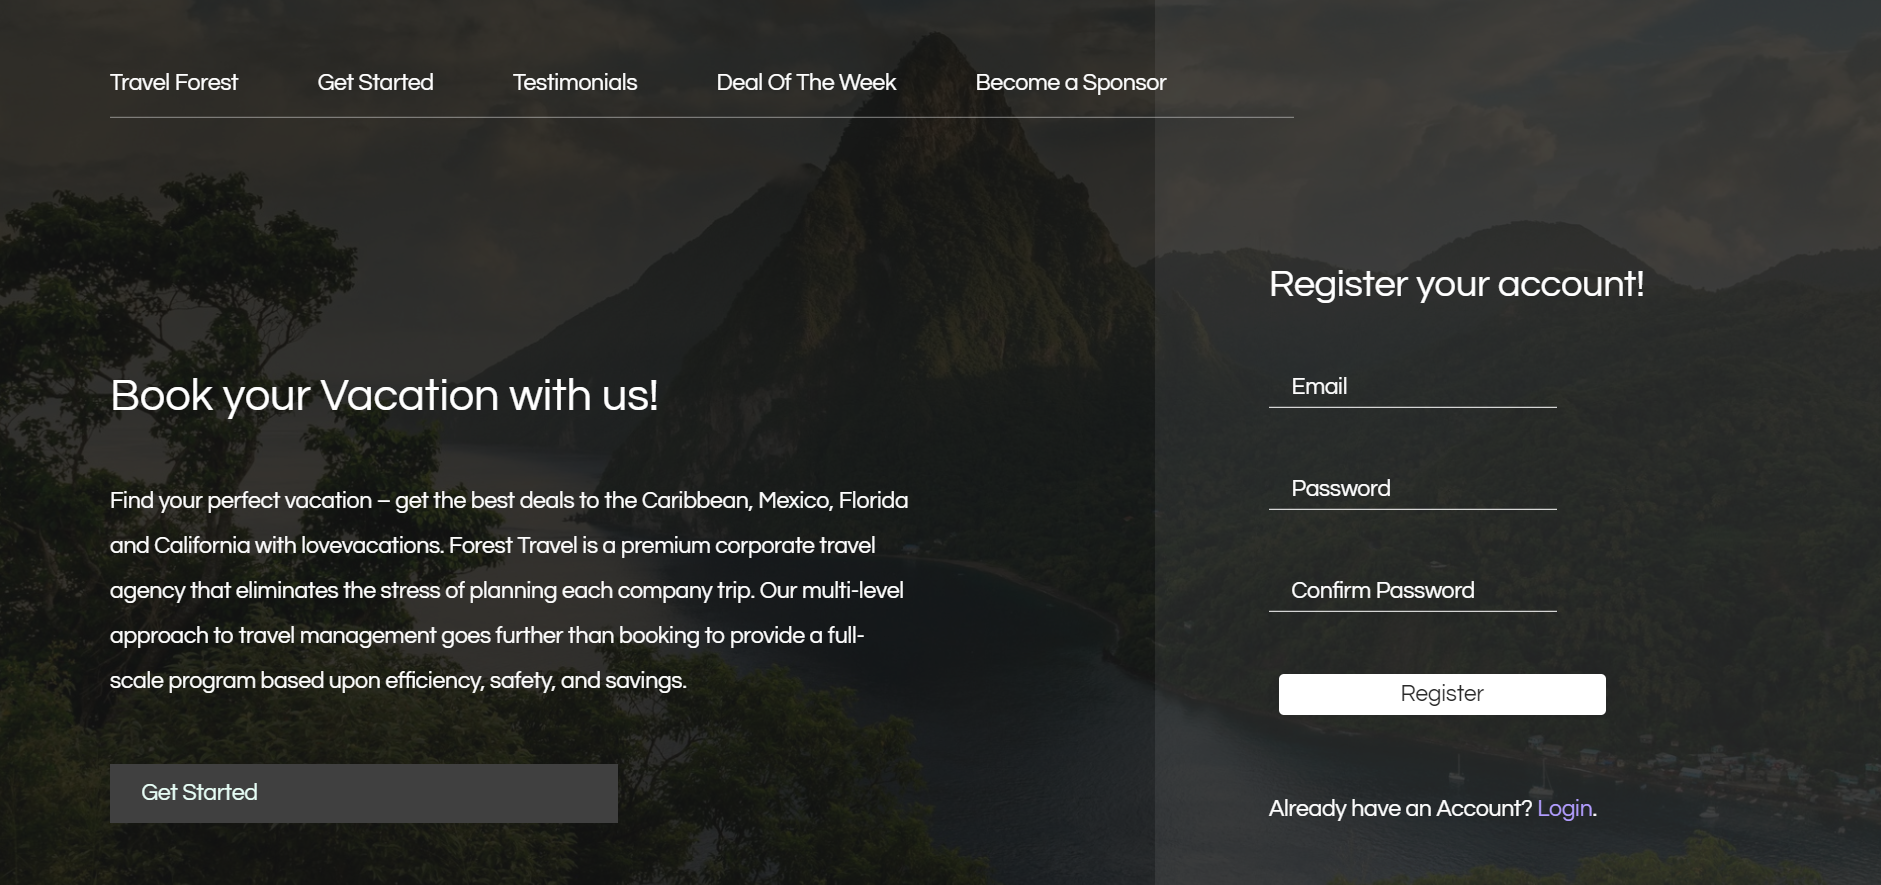 Travel Forest
Get Started
Testimonials
Deal Of The Week
Become a Sponsor
Book your Vacation with us!
Find your perfect vacation – get the best deals to the Caribbean, Mexico, Florida
and California with lovevacations. Forest Travel is a premium corporate travel
agency that eliminates the stress of planning each company trip. Our multi-level
approach to travel management goes further than booking to provide a full-
scale program based upon efficiency, safety, and savings.
Get Started
Register your account!
Email
Password
Confirm Password
Register
Already have an Account? Login.